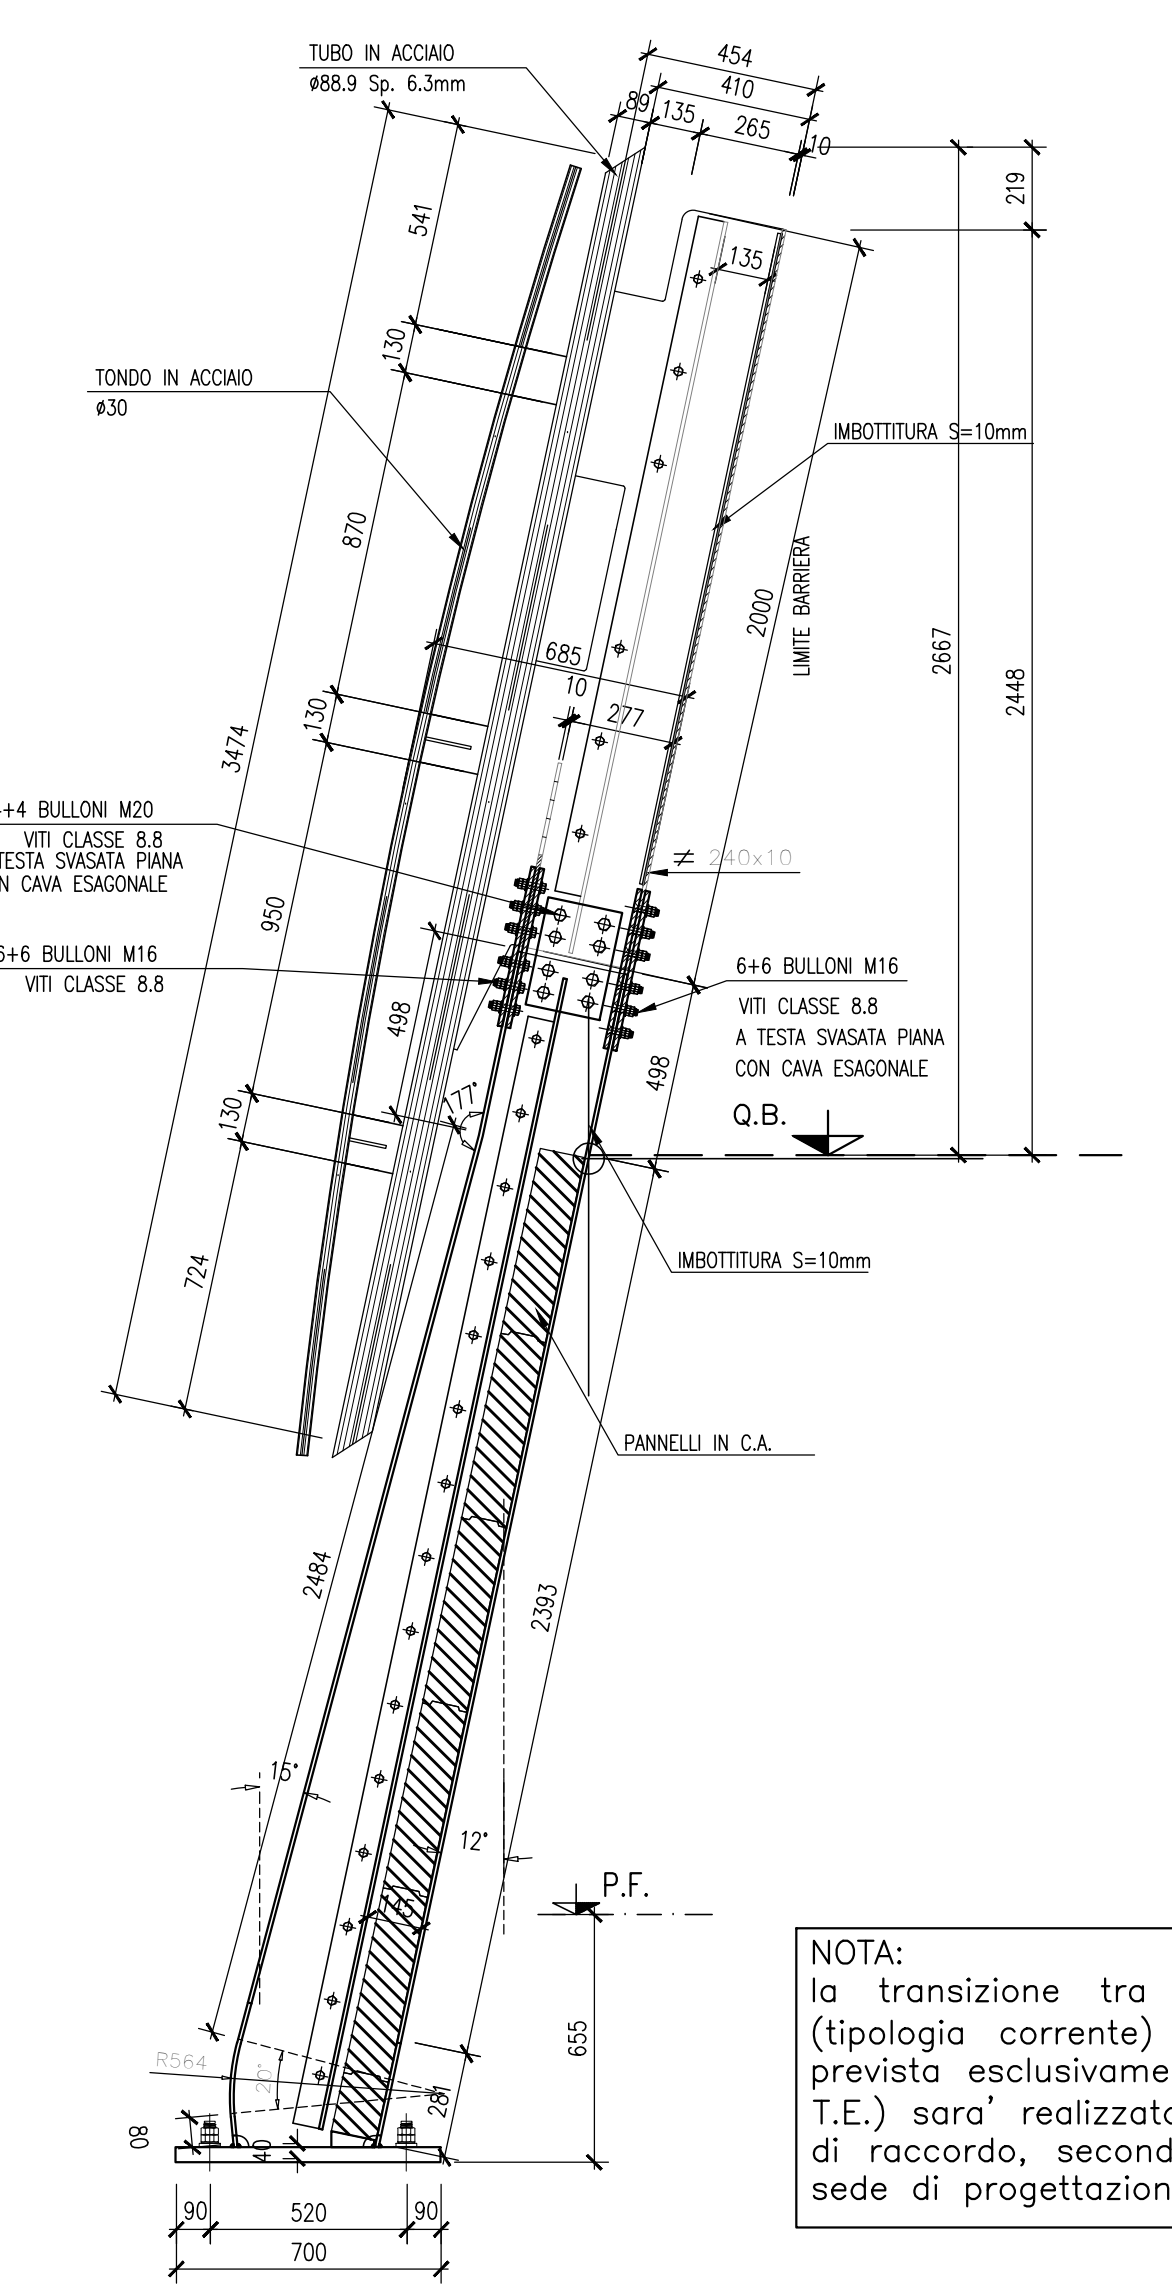 TUBO IN ACCIAIO
ø88.9 Sp. 6.3mm
454
410
89
135
265
10
219
541
135
130
TONDO IN ACCIAIO
ø30
IMBOTTITURA S=10mm
870
2000
LIMITE BARRIERA
2667
2448
685
10
277
130
3474
+4 BULLONI M20
VITI CLASSE 8.8
TESTA SVASATA PIANA
N CAVA ESAGONALE
≠ 240x10
950
6+6 BULLONI M16
VITI CLASSE 8.8
6+6 BULLONI M16
VITI CLASSE 8.8
A TESTA SVASATA PIANA
CON CAVA ESAGONALE
498
498
177°
130
Q.B.
724
IMBOTTITURA S=10mm
PANNELLI IN C.A.
2484
2393
15°
12°
145
P.F.
655
R564
20°
281
80
40
90
520
90
700
NOTA:
la transizione tra
(tipologia corrente)
prevista esclusivame
T.E.) sara' realizzato
di raccordo, second
sede di progettazion